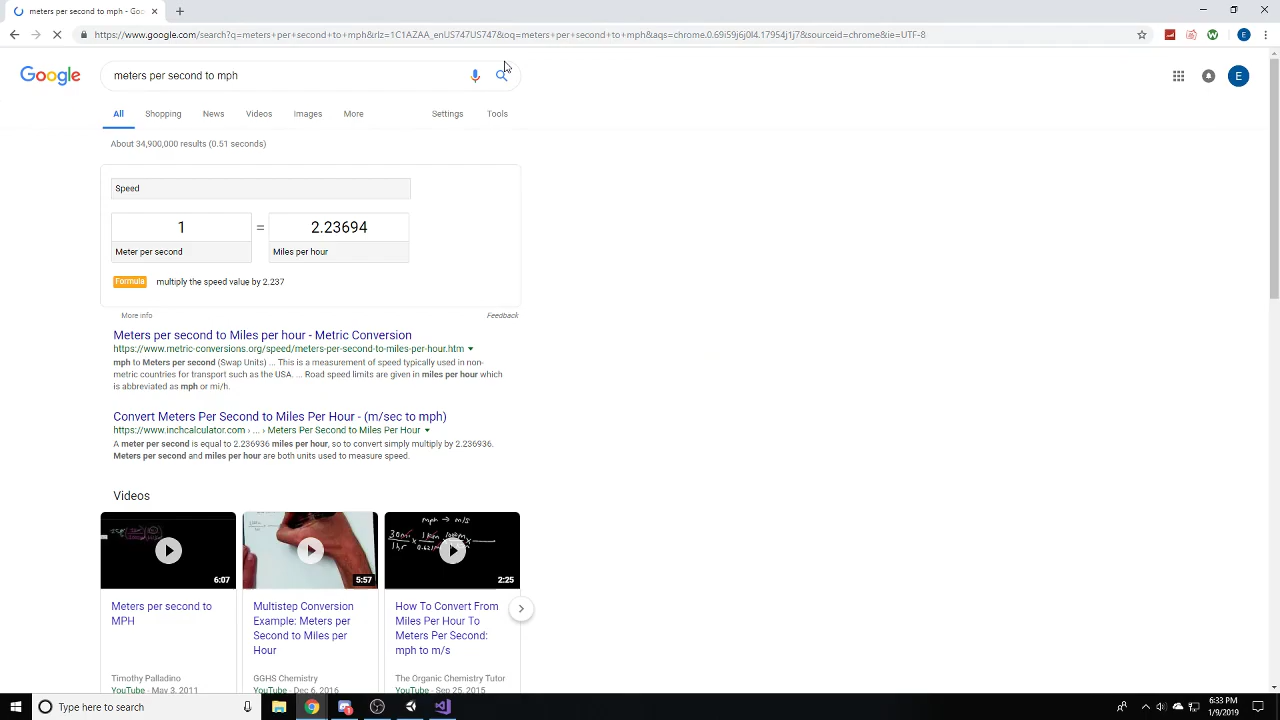 meters per second to mph - Goo
https://www.google.com/search?q=meters+per+second+to+mph&rlz=1C1AZAA_enUS747US747&oq=meters+per+second+to+mph&aqs=chrome.0.69i59j6j0l4.17954j1j7&sourceid=chrome&ie=UTF-8
E
Google
meters per second to mph
E
All
Shopping
News
Videos
Images
More
Settings
Tools
About 34,900,000 results (0.51 seconds)
Speed
1 = 2.23694
Meter per second
Miles per hour
Formula multiply the speed value by 2.237
More info
Feedback
Meters per second to Miles per hour - Metric Conversion
https://www.metric-conversions.org/speed/meters-per-second-to-miles-per-hour.htm
mph to Meters per second (Swap Units) ... This is a measurement of speed typically used in non-
metric countries for transport such as the USA. ... Road speed limits are given in miles per hour which
is abbreviated as mph or mi/h.
Convert Meters Per Second to Miles Per Hour - (m/sec to mph)
https://www.inchcalculator.com › ... › Meters Per Second To Miles Per Hour
A meter per second is equal to 2.236936 miles per hour, so to convert simply multiply by 2.236936.
Meters per second and miles per hour are both units used to measure speed.
Videos
mph → m/s
6:07
5:57
2:25
Meters per second to
MPH
Timothy Palladino
YouTube - May 3, 2011
Multistep Conversion
Example: Meters per
Second to Miles per
Hour
GGHS Chemistry
YouTube - Dec 6, 2016
How To Convert From
Miles Per Hour To
Meters Per Second:
mph to m/s
The Organic Chemistry Tutor
YouTube - Sep 25, 2015
Type here to search
6:33 PM
1/9/2019